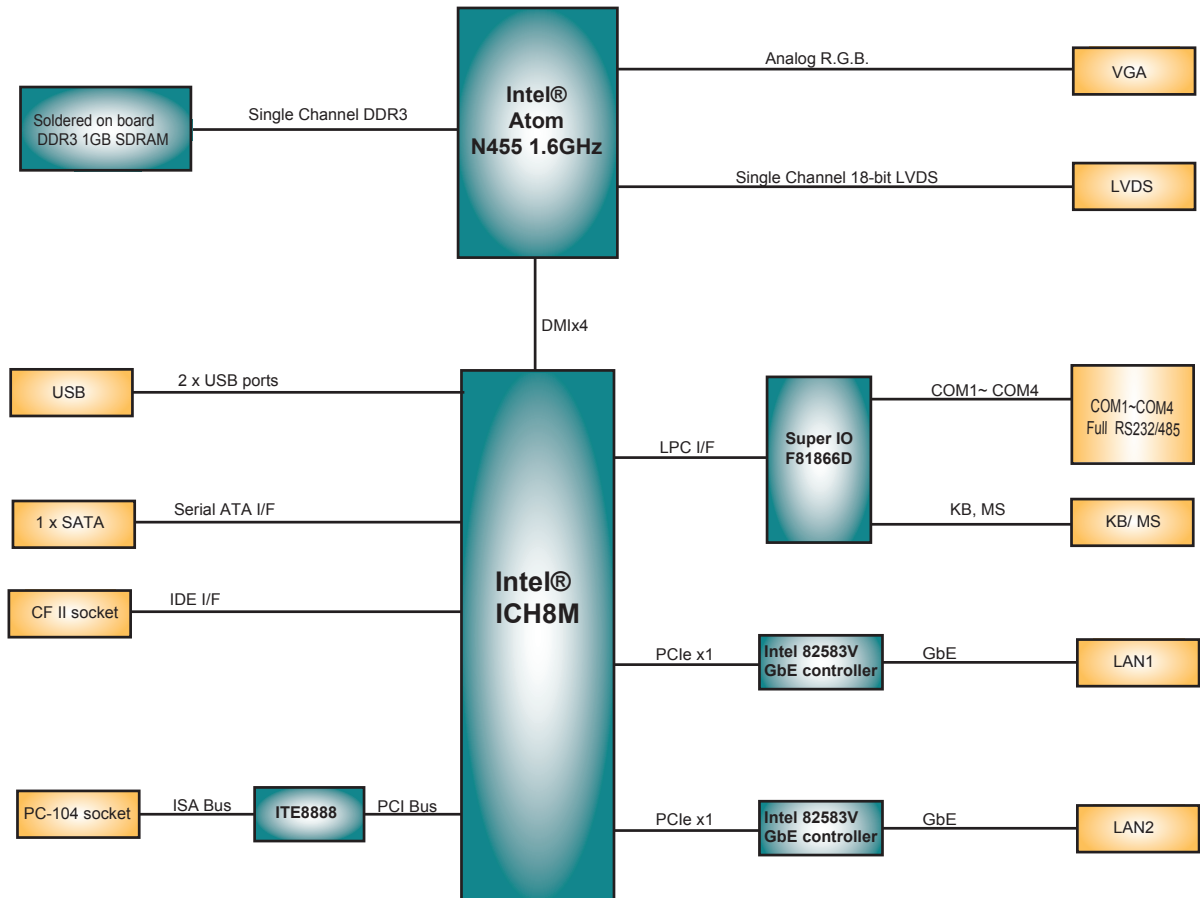 Intel®
Atom
N455 1.6GHz
Analog R.G.B.
VGA
Soldered on board
DDR3 1GB SDRAM
Single Channel DDR3
Single Channel 18-bit LVDS
LVDS
DMIx4
USB
2 x USB ports
COM1~ COM4
COM1~COM4
Full RS232/485
Super IO
F81866D
LPC I/F
1 x SATA
Serial ATA I/F
KB, MS
KB/ MS
Intel®
ICH8M
CF II socket
IDE I/F
PCIe x1
Intel 82583V
GbE controller
GbE
LAN1
PC-104 socket
ISA Bus
ITE8888
PCI Bus
PCIe x1
Intel 82583V
GbE controller
GbE
LAN2